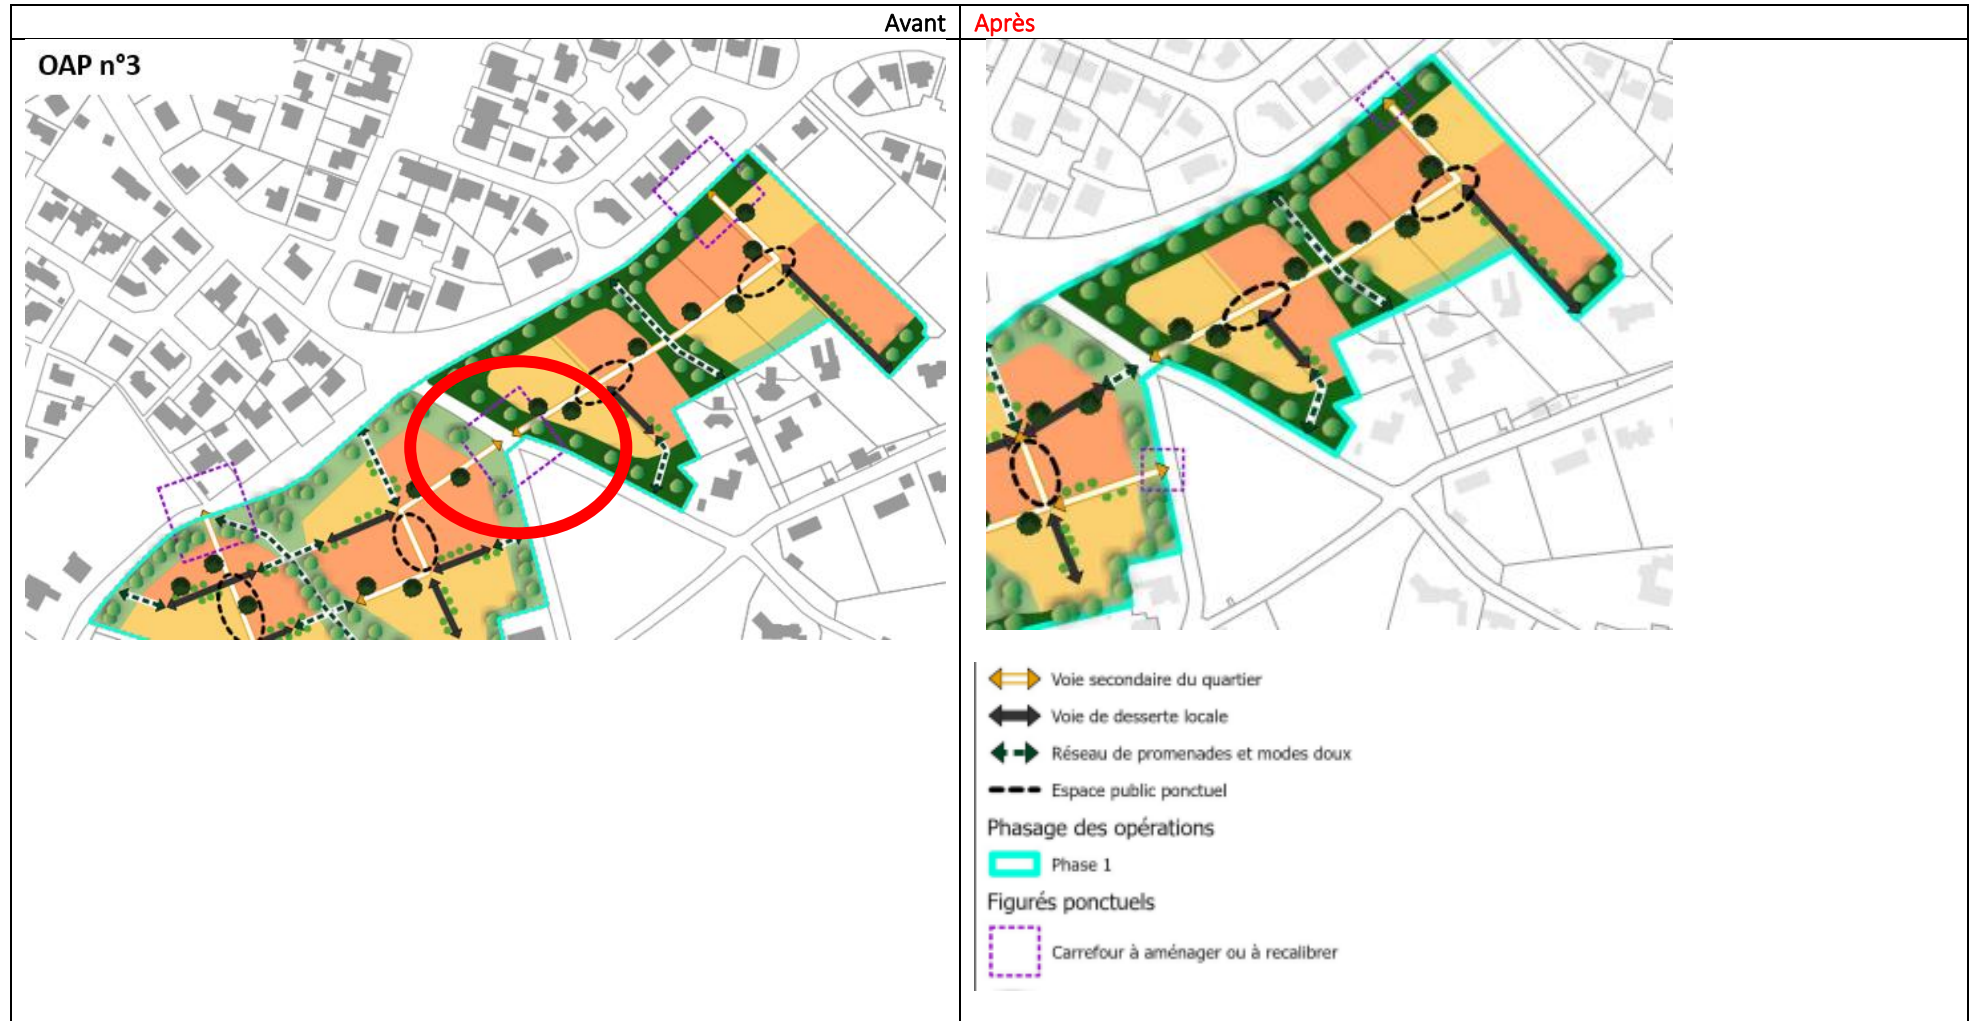 Avant
Après
OAP n°3
Voie secondaire du quartier
Voie de desserte locale
Réseau de promenades et modes doux
Espace public ponctuel
Phasage des opérations
Phase 1
Figurés ponctuels
Carrefour à aménager ou à recalibrer